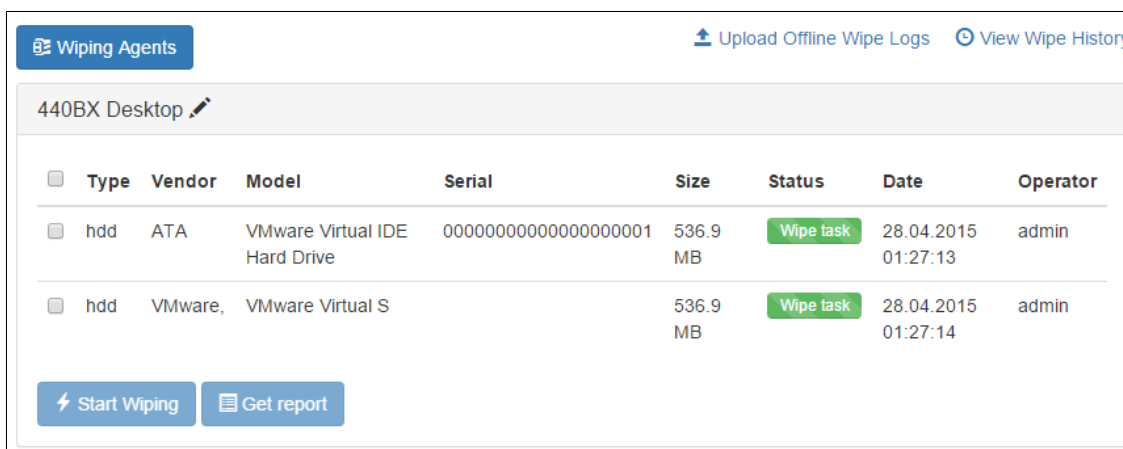 Wiping Agents
Upload Offline Wipe Logs
View Wipe History
440BX Desktop
Type Vendor Model Serial Size Status Date Operator
hdd ATA VMware Virtual IDE 00000000000000000001 536.9 Wipe task 28.04.2015 admin
Hard Drive MB 01:27:13
hdd VMware, VMware Virtual S 536.9 Wipe task 28.04.2015 admin
MB 01:27:14
Start Wiping
Get report